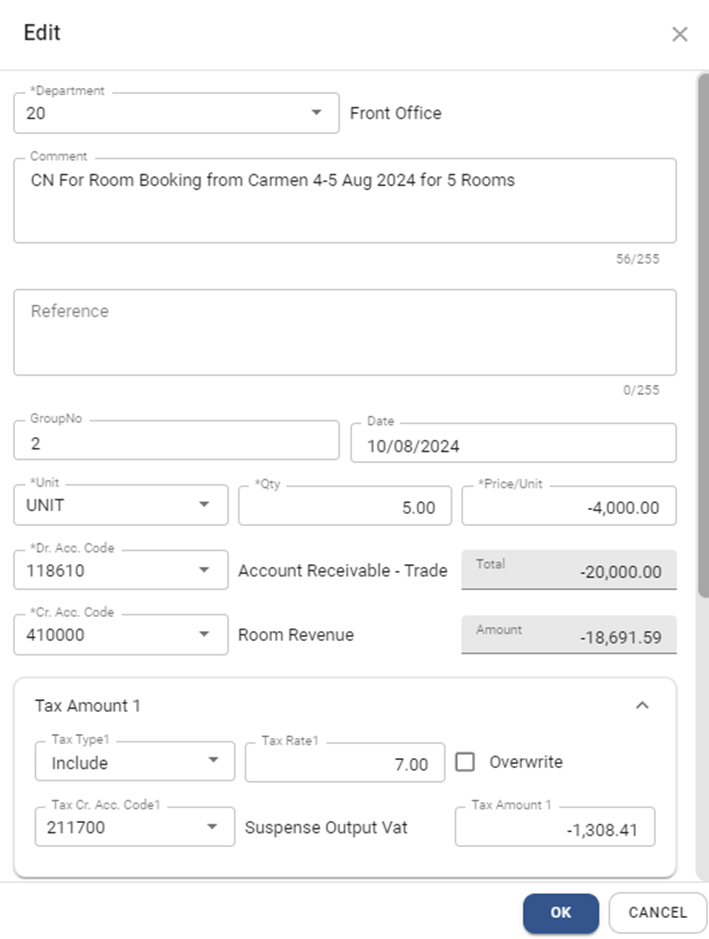 Edit
*Department
20
Front Office
Comment
CN For Room Booking from Carmen 4-5 Aug 2024 for 5 Rooms
56/255
Reference
0/255
GroupNo
2
Date
10/08/2024
*Unit
UNIT
*Qty
5.00
*Price/Unit
-4,000.00
*Dr. Acc. Code
118610
Account Receivable - Trade
Total
-20,000.00
*Cr. Acc. Code
410000
Room Revenue
Amount
-18,691.59
Tax Amount 1
Tax Type1
Include
Tax Rate1
7.00
Overwrite
Tax Cr. Acc. Code1
211700
Suspense Output Vat
Tax Amount 1
-1,308.41
OK
CANCEL